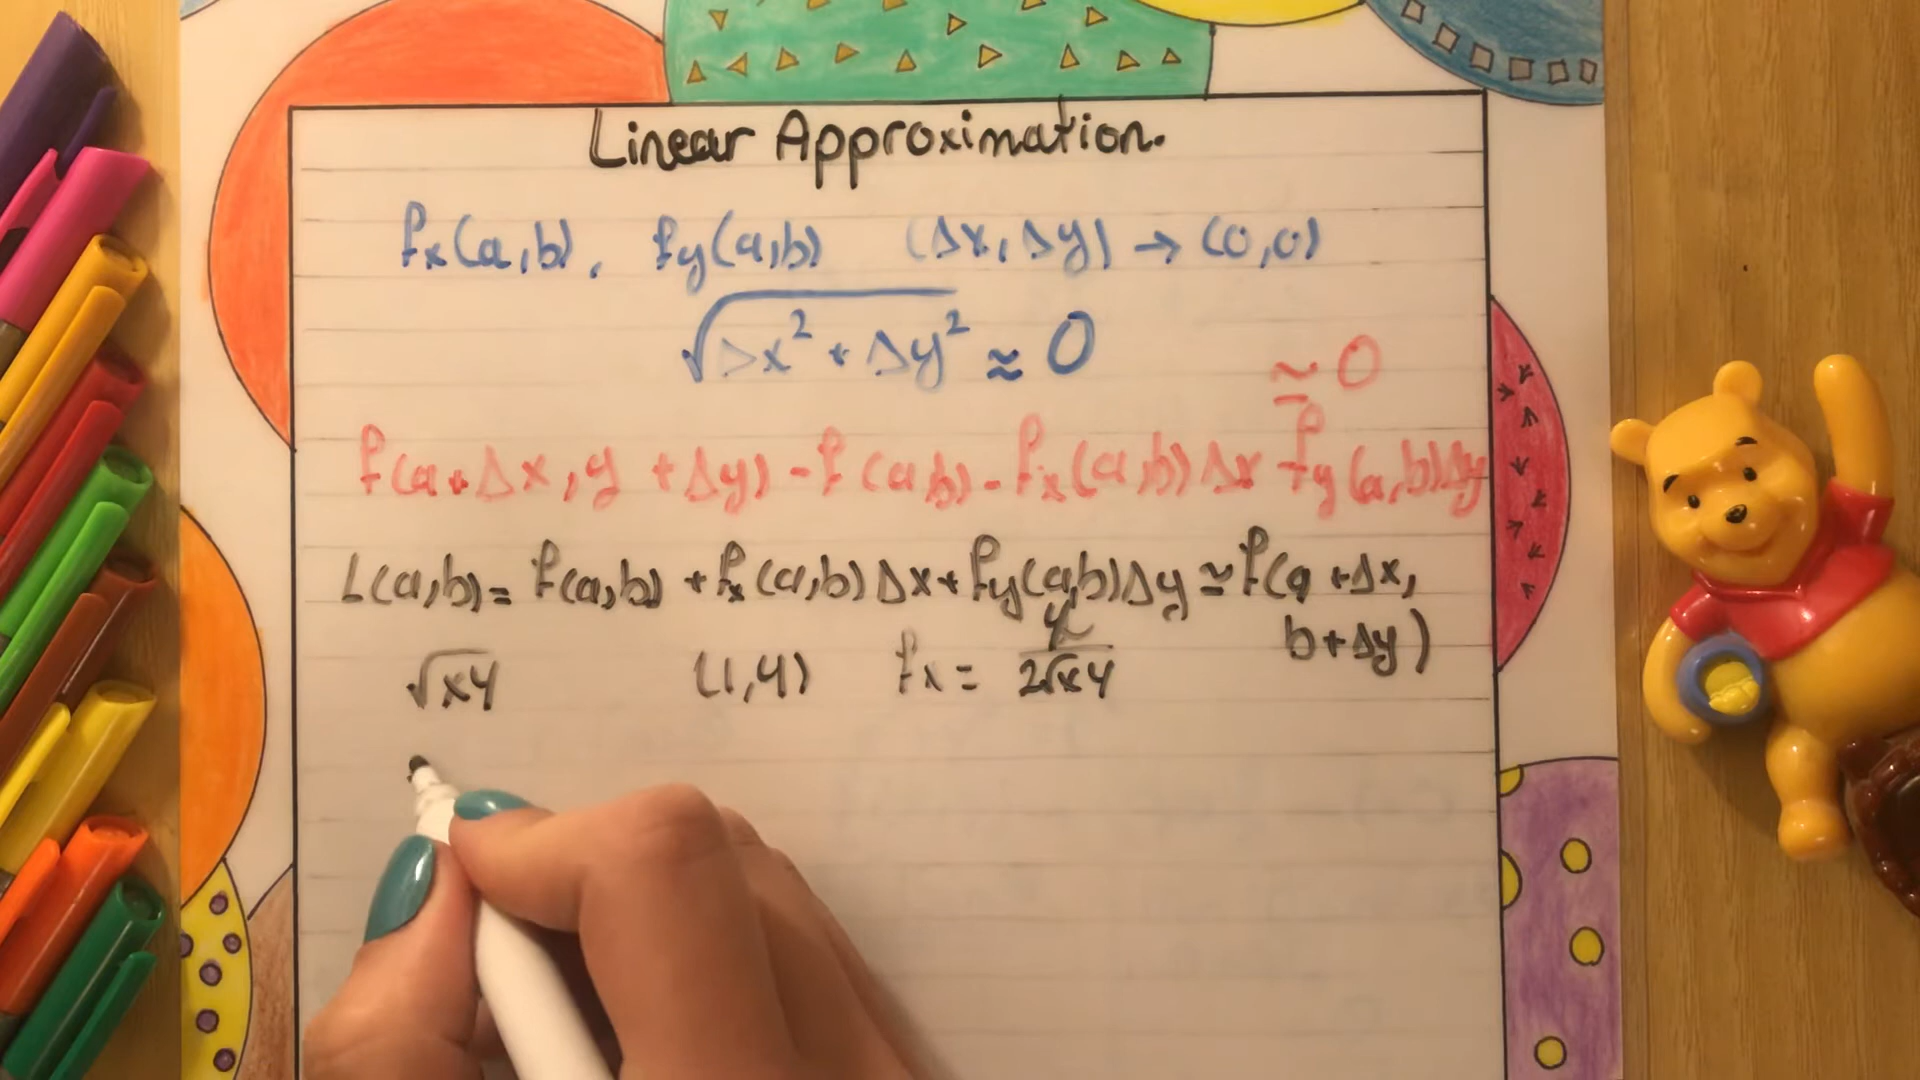 Linear Approximation.
fx(a,b), fy(a,b) (Δx,Δy) → (0,0)
√Δx² + Δy² ≈ 0
≃ 0
f(a+Δx,y +Δy) - f(a,b) - fx(a,b)Δx - fy(a,b)Δy
L(a,b) = f(a,b) + fx(a,b)Δx + fy(a,b)Δy ≃ f(a +Δx,
b+Δy)
√xy (1,4) fx = y/2√xy